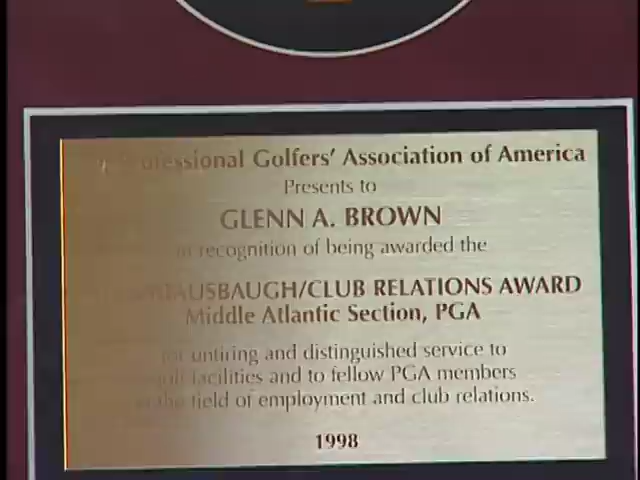 Professional Golfers' Association of America
Presents to
GLENN A. BROWN
in recognition of being awarded the
CLUB RELATIONS AWARD
Middle Atlantic Section, PGA
for untiring and distinguished service to
golf facilities and to fellow PGA members
the field of employment and club relations.
1998